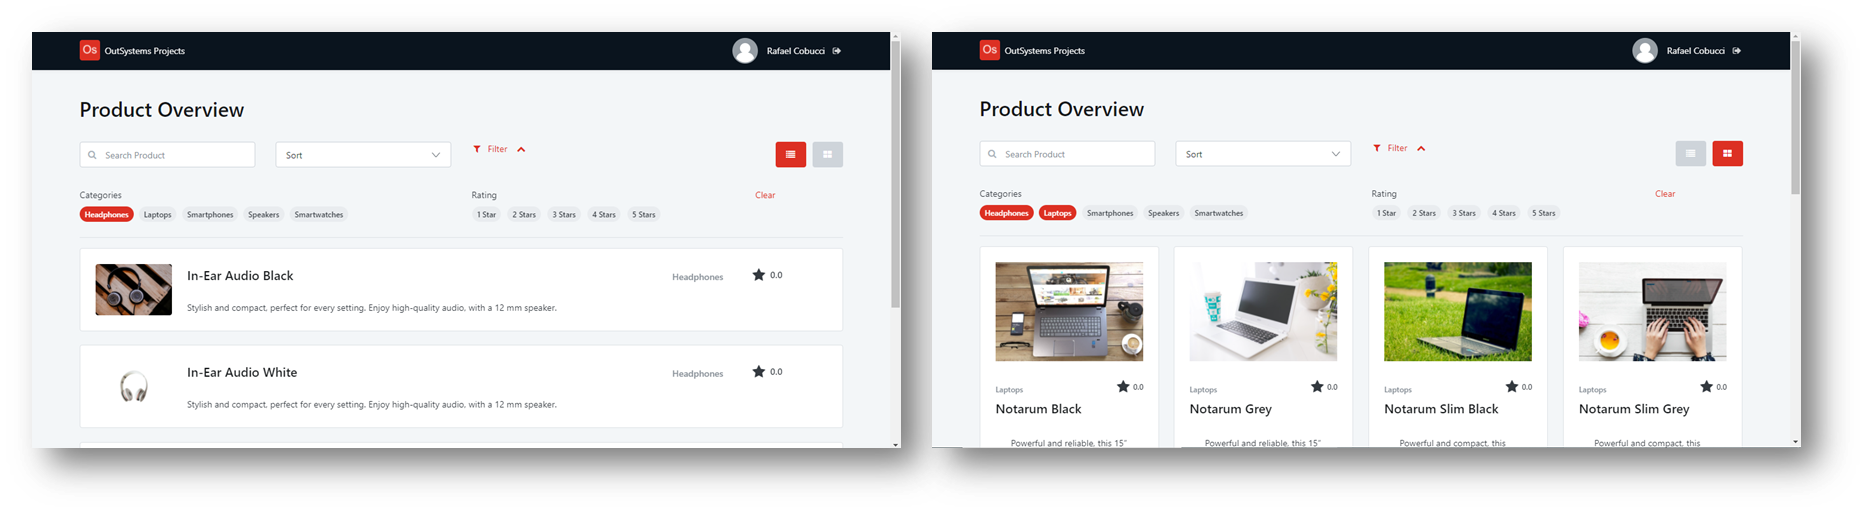 Os OutSystems Projects
Rafael Cobucci
Product Overview
Search Product
Sort
Filter
Categories
Rating
Clear
Headphones Laptops Smartphones Speakers Smartwatches
1 Star 2 Stars 3 Stars 4 Stars 5 Stars
In-Ear Audio Black
Headphones
0.0
Stylish and compact, perfect for every setting. Enjoy high-quality audio, with a 12 mm speaker.
In-Ear Audio White
Headphones
0.0
Stylish and compact, perfect for every setting. Enjoy high-quality audio, with a 12 mm speaker.
Os OutSystems Projects
Rafael Cobucci
Product Overview
Search Product
Sort
Filter
Categories
Rating
Clear
Headphones Laptops Smartphones Speakers Smartwatches
1 Star 2 Stars 3 Stars 4 Stars 5 Stars
Laptops
0.0
Notarum Black
Powerful and reliable, this 15"
Laptops
0.0
Notarum Grey
Powerful and reliable, this 15"
Laptops
0.0
Notarum Slim Black
Powerful and compact, this
Laptops
0.0
Notarum Slim Grey
Powerful and compact, this